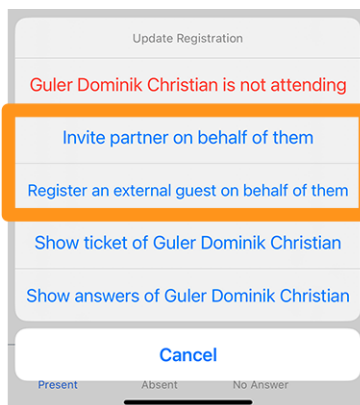 Update Registration
Guler Dominik Christian is not attending
Invite partner on behalf of them
Register an external guest on behalf of them
Show ticket of Guler Dominik Christian
Show answers of Guler Dominik Christian
Cancel
Present Absent No Answer